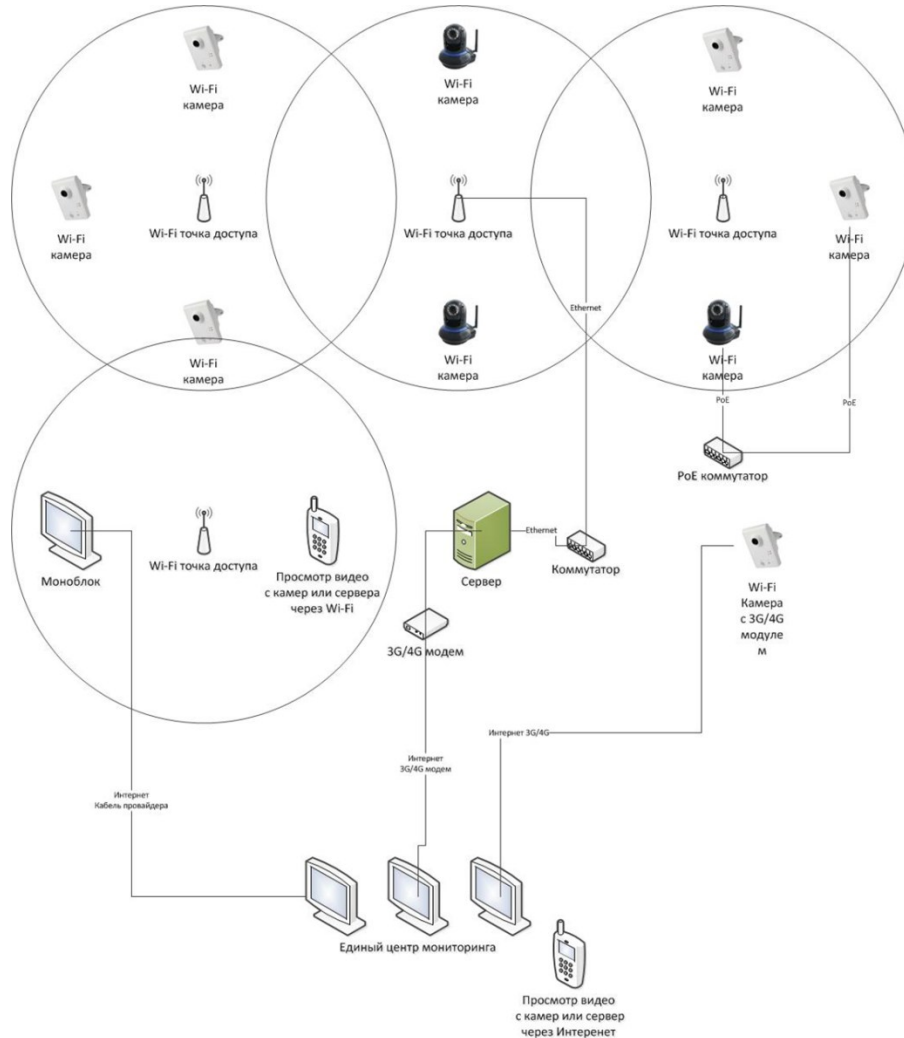 Wi-Fi
камера
Wi-Fi
камера
Wi-Fi
камера
Wi-Fi
камера
Wi-Fi точка доступа
Wi-Fi точка доступа
Wi-Fi точка доступа
Wi-Fi
камера
Ethernet
Wi-Fi
камера
Wi-Fi
камера
Wi-Fi
камера
PoE
PoE
PoE коммутатор
Моноблок
Wi-Fi точка доступа
Просмотр видео
с камер или сервера
через Wi-Fi
Сервер
Ethernet
Коммутатор
3G/4G модем
Wi-Fi
Камера
с 3G/4G
модуле
м
Интернет 3G/4G
Интернет
3G/4G модем
Интернет
Кабель провайдера
Единый центр мониторинга
Просмотр видео
с камер или сервер
через Интеренет